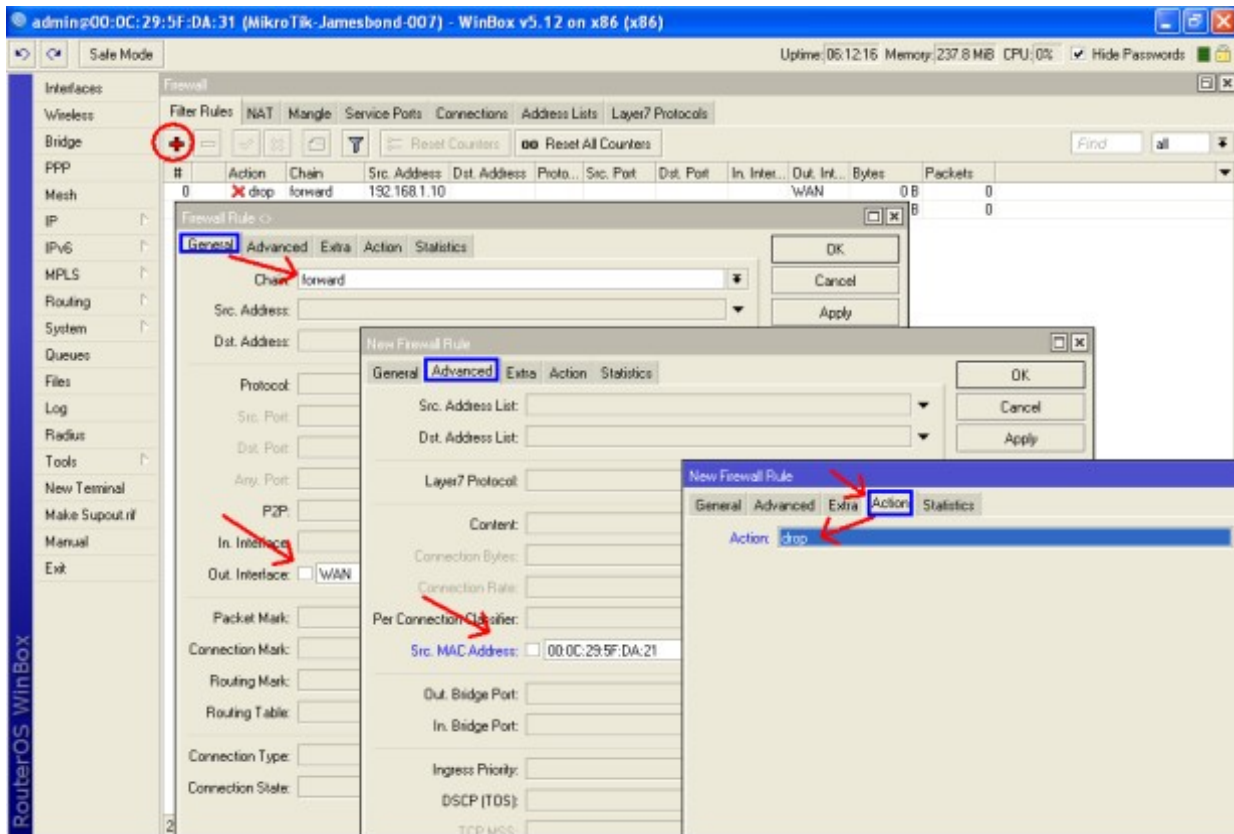 admin@00:0C:29:5F:DA:31 (MikroTik-Jamesbond-007) - WinBox v5.12 on x86 (x86)
Safe Mode Uptime: 06:12:16 Memory: 237.8 MiB CPU: 0% Hide Passwords
Interfaces
Wireless
Bridge
PPP
Mesh
IP
IPv6
MPLS
Routing
System
Queues
Files
Log
Radius
Tools
New Terminal
Make Supout.rif
Manual
Exit
RouterOS WinBox
Firewall
Filter Rules NAT Mangle Service Ports Connections Address Lists Layer7 Protocols
Reset Counters 00 Reset All Counters Find all
# Action Chain Src. Address Dst. Address Proto... Src. Port Dst. Port In. Inter... Out. Int... Bytes Packets
0 drop forward 192.168.1.10 WAN 0 B 0
B 0
Firewall Rule <>
General Advanced Extra Action Statistics
OK
Cancel
Apply
Chain: forward
Src. Address:
Dst. Address:
Protocol:
Src. Port:
Dst. Port:
Any. Port:
P2P:
In. Interface:
Out. Interface: WAN
Packet Mark:
Connection Mark:
Routing Mark:
Routing Table:
Connection Type:
Connection State:
2
New Firewall Rule
General Advanced Extra Action Statistics
OK
Cancel
Apply
Src. Address List:
Dst. Address List:
Layer7 Protocol:
Content:
Connection Bytes:
Connection Rate:
Per Connection Classifier:
Src. MAC Address: 00:0C:29:5F:DA:21
Out. Bridge Port:
In. Bridge Port:
Ingress Priority:
DSCP (TOS):
TCP MSS:
New Firewall Rule
General Advanced Extra Action Statistics
Action: drop